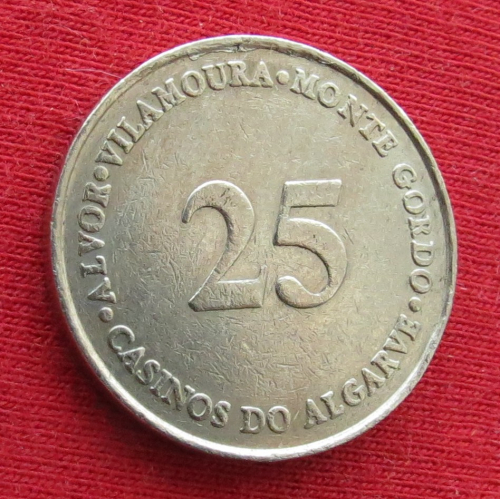 ·ALVOR·VILAMOURA·MONTE GORDO·
25
CASINOS DO ALGARVE